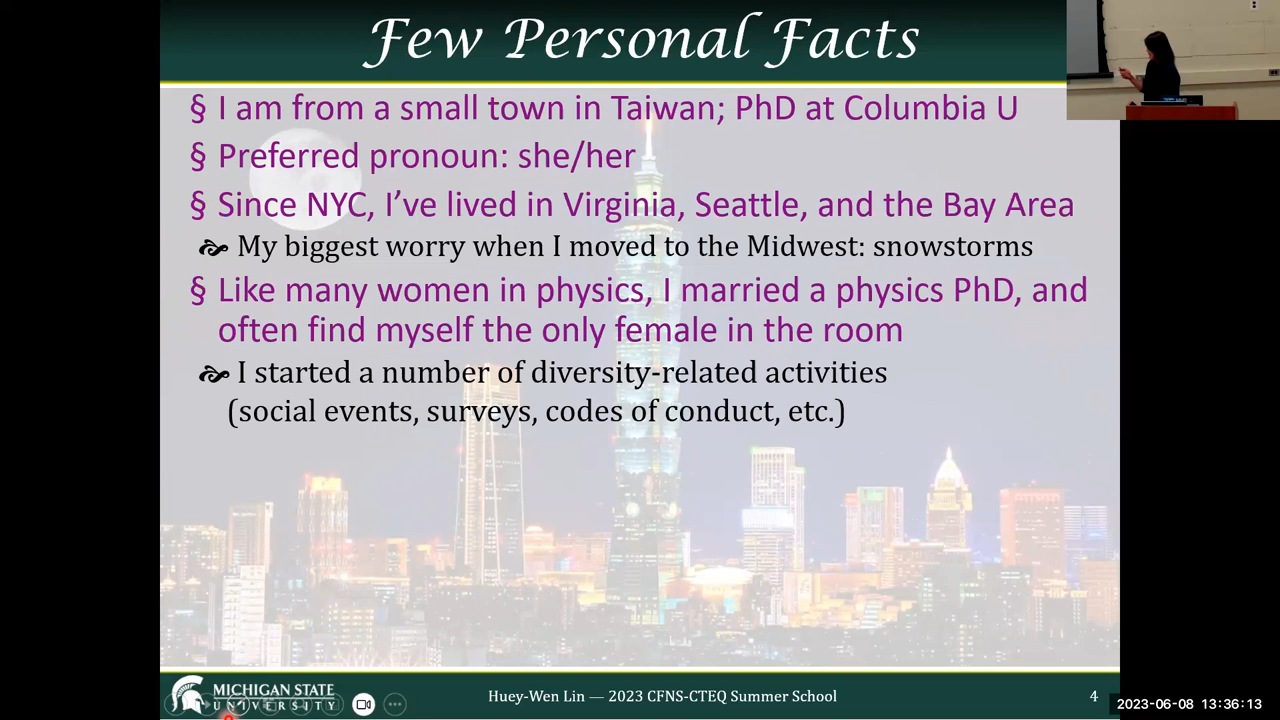 Few Personal Facts
§ I am from a small town in Taiwan; PhD at Columbia U
§ Preferred pronoun: she/her
§ Since NYC, I’ve lived in Virginia, Seattle, and the Bay Area
My biggest worry when I moved to the Midwest: snowstorms
§ Like many women in physics, I married a physics PhD, and
often find myself the only female in the room
I started a number of diversity-related activities
(social events, surveys, codes of conduct, etc.)
MICHIGAN STATE
UNIVERSITY
Huey-Wen Lin — 2023 CFNS-CTEQ Summer School
4
2023-06-08 13:36:13